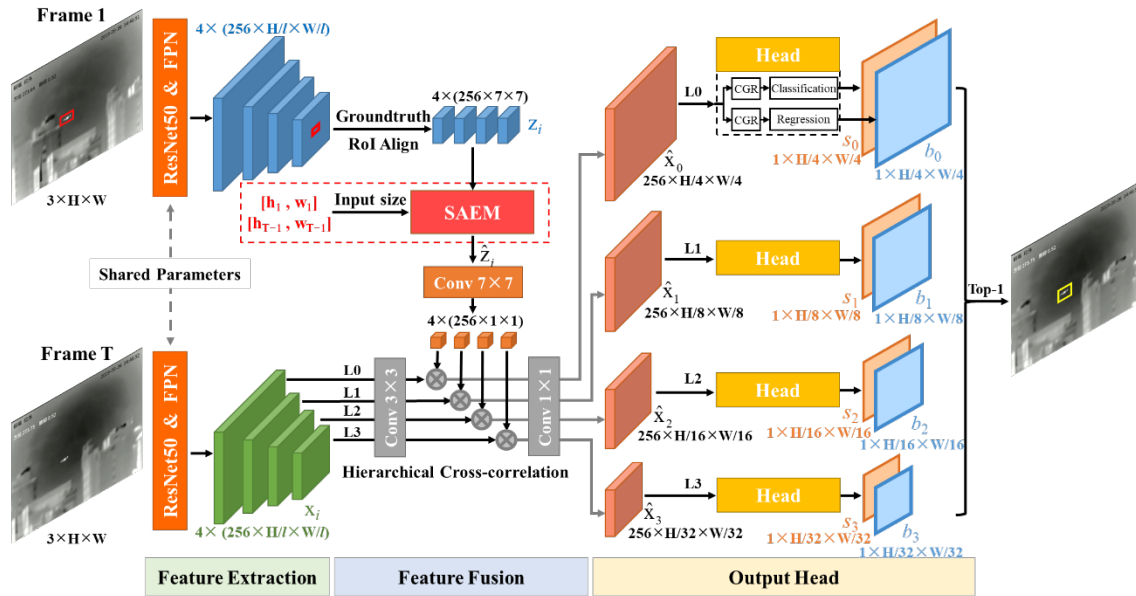 Frame 1
3×H×W
ResNet50 & FPN
4× (256×H/l×W/l)
Groundtruth
RoI Align
4×(256×7×7)
Z_i
[h_1 , w_1]
[h_{T−1} , w_{T−1}]
Input size
SAEM
Ẑ_i
Conv 7×7
4×(256×1×1)
Shared Parameters
Frame T
3×H×W
ResNet50 & FPN
X_i
4× (256×H/l×W/l)
L0
L1
L2
L3
Conv 3×3
Conv 1×1
Hierarchical Cross-correlation
X̂_0
256×H/4×W/4
L0
Head
CGR
Classification
CGR
Regression
s_0
1×H/4×W/4
b_0
1×H/4×W/4
X̂_1
256×H/8×W/8
L1
Head
s_1
1×H/8×W/8
b_1
1×H/8×W/8
X̂_2
256×H/16×W/16
L2
Head
s_2
1×H/16×W/16
b_2
1×H/16×W/16
X̂_3
256×H/32×W/32
L3
Head
s_3
1×H/32×W/32
b_3
1×H/32×W/32
Top-1
Feature Extraction
Feature Fusion
Output Head